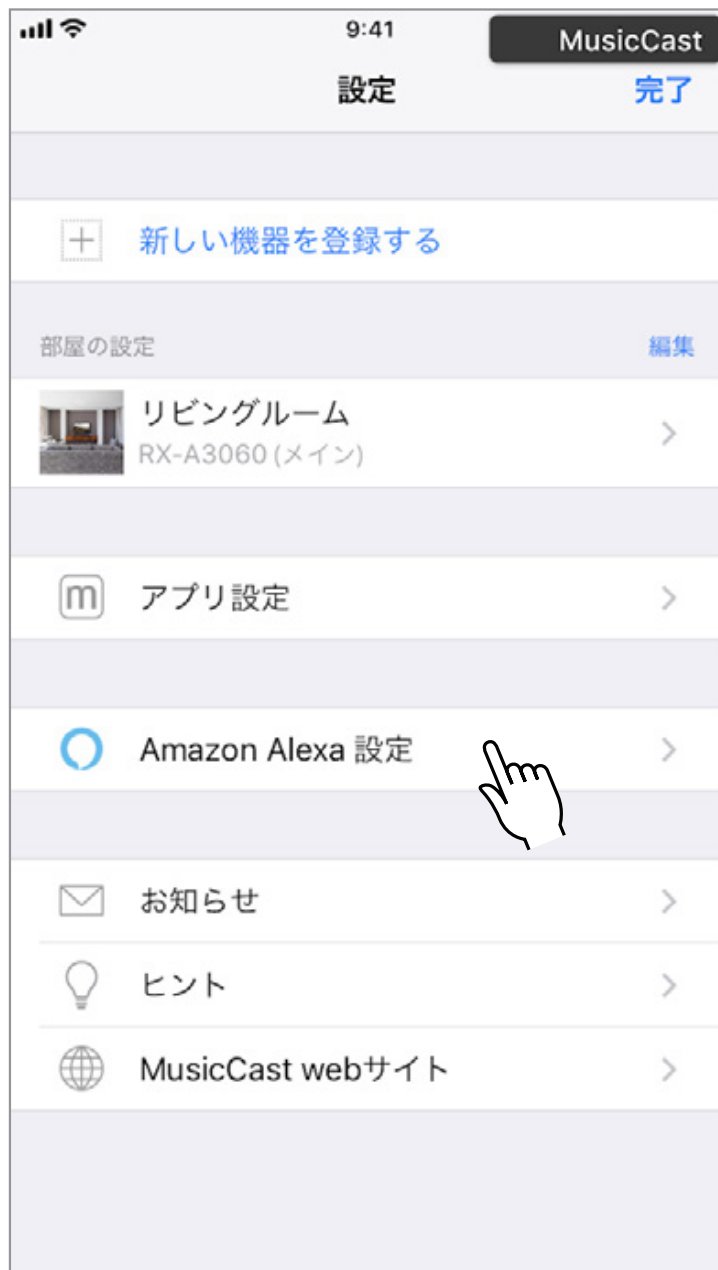 9:41
MusicCast
設定
完了
新しい機器を登録する
部屋の設定
編集
リビングルーム
RX-A3060 (メイン)
アプリ設定
Amazon Alexa 設定
お知らせ
ヒント
MusicCast webサイト